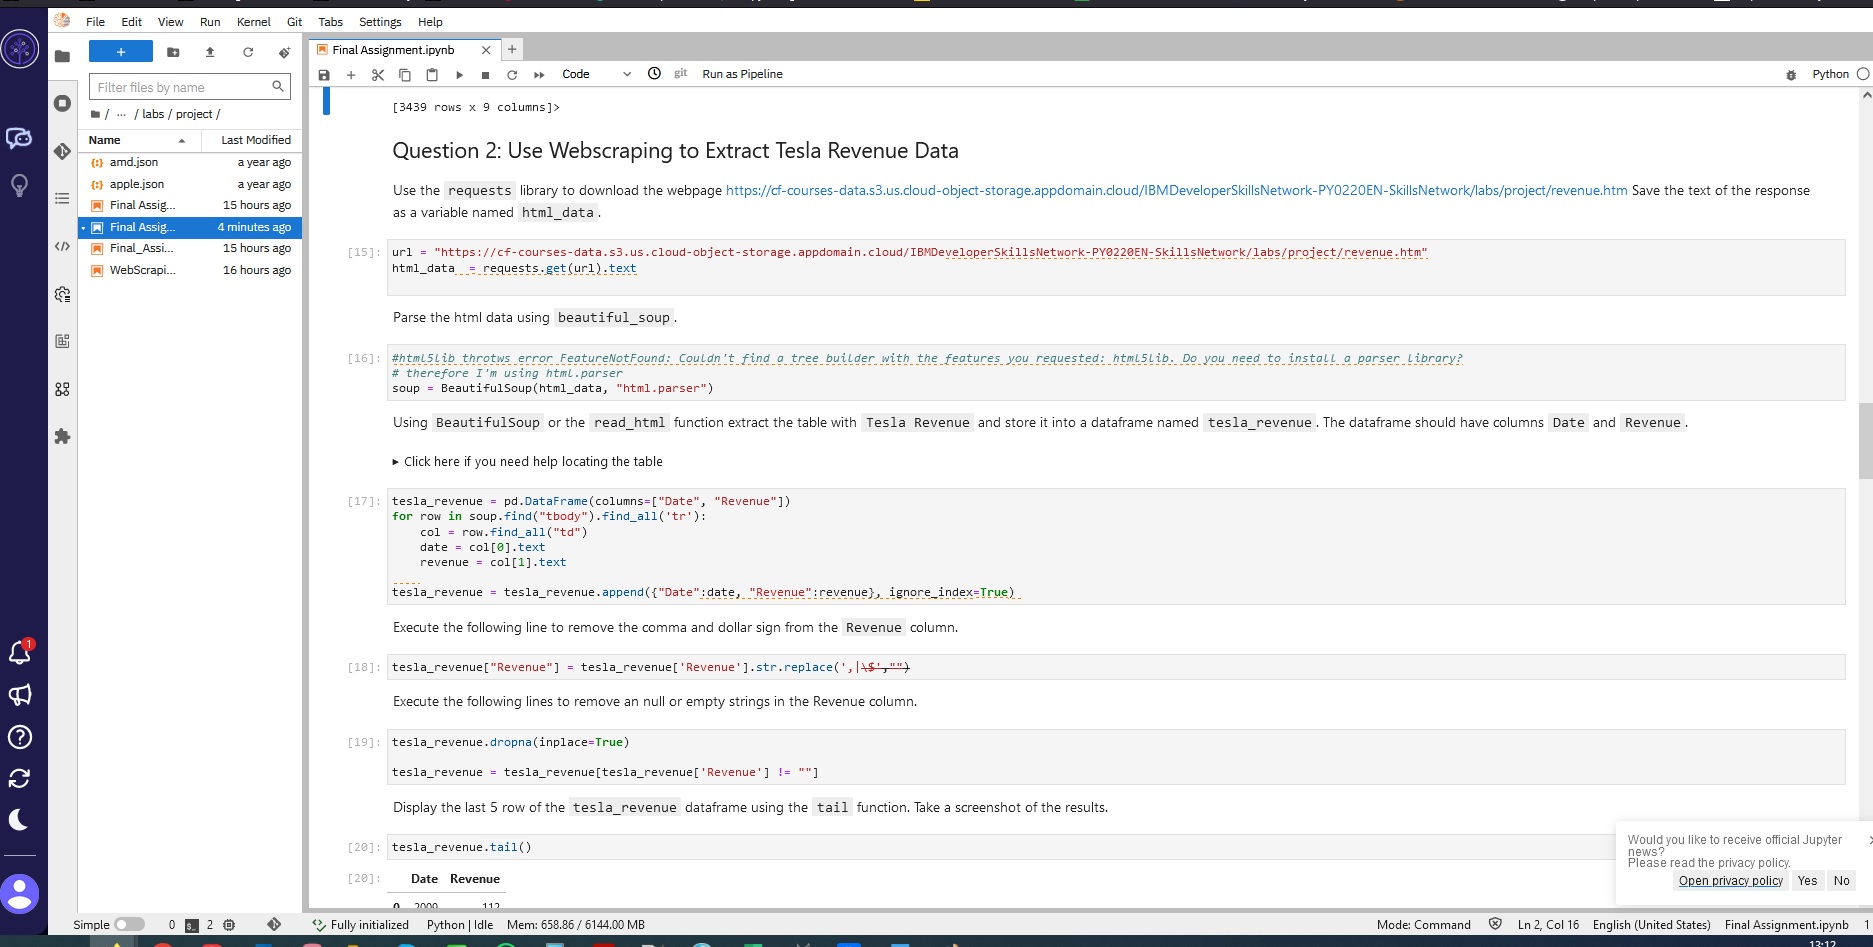 File Edit View Run Kernel Git Tabs Settings Help
Final Assignment.ipynb
Code
git
Run as Pipeline
Python
Filter files by name
/ ... / labs / project /
Name Last Modified
amd.json a year ago
apple.json a year ago
Final Assig... 15 hours ago
Final Assig... 4 minutes ago
Final_Assi... 15 hours ago
WebScrapi... 16 hours ago
[3439 rows x 9 columns]>
Question 2: Use Webscraping to Extract Tesla Revenue Data
Use the requests library to download the webpage https://cf-courses-data.s3.us.cloud-object-storage.appdomain.cloud/IBMDeveloperSkillsNetwork-PY0220EN-SkillsNetwork/labs/project/revenue.htm Save the text of the response
as a variable named html_data.
[15]: url = "https://cf-courses-data.s3.us.cloud-object-storage.appdomain.cloud/IBMDeveloperSkillsNetwork-PY0220EN-SkillsNetwork/labs/project/revenue.htm"
html_data  = requests.get(url).text
Parse the html data using beautiful_soup.
[16]: #html5lib throtws error FeatureNotFound: Couldn't find a tree builder with the features you requested: html5lib. Do you need to install a parser library?
# therefore I'm using html.parser
soup = BeautifulSoup(html_data, "html.parser")
Using BeautifulSoup or the read_html function extract the table with Tesla Revenue and store it into a dataframe named tesla_revenue. The dataframe should have columns Date and Revenue.
Click here if you need help locating the table
[17]: tesla_revenue = pd.DataFrame(columns=["Date", "Revenue"])
for row in soup.find("tbody").find_all('tr'):
    col = row.find_all("td")
    date = col[0].text
    revenue = col[1].text
tesla_revenue = tesla_revenue.append({"Date":date, "Revenue":revenue}, ignore_index=True)
Execute the following line to remove the comma and dollar sign from the Revenue column.
[18]: tesla_revenue["Revenue"] = tesla_revenue['Revenue'].str.replace(',|\$',"")
Execute the following lines to remove an null or empty strings in the Revenue column.
[19]: tesla_revenue.dropna(inplace=True)
tesla_revenue = tesla_revenue[tesla_revenue['Revenue'] != ""]
Display the last 5 row of the tesla_revenue dataframe using the tail function. Take a screenshot of the results.
[20]: tesla_revenue.tail()
[20]: Date Revenue
0 2009 112
Would you like to receive official Jupyter
news?
Please read the privacy policy.
Open privacy policy Yes No
1
Simple 0 2 Fully initialized Python | Idle Mem: 658.86 / 6144.00 MB Mode: Command Ln 2, Col 16 English (United States) Final Assignment.ipynb 1
13:12